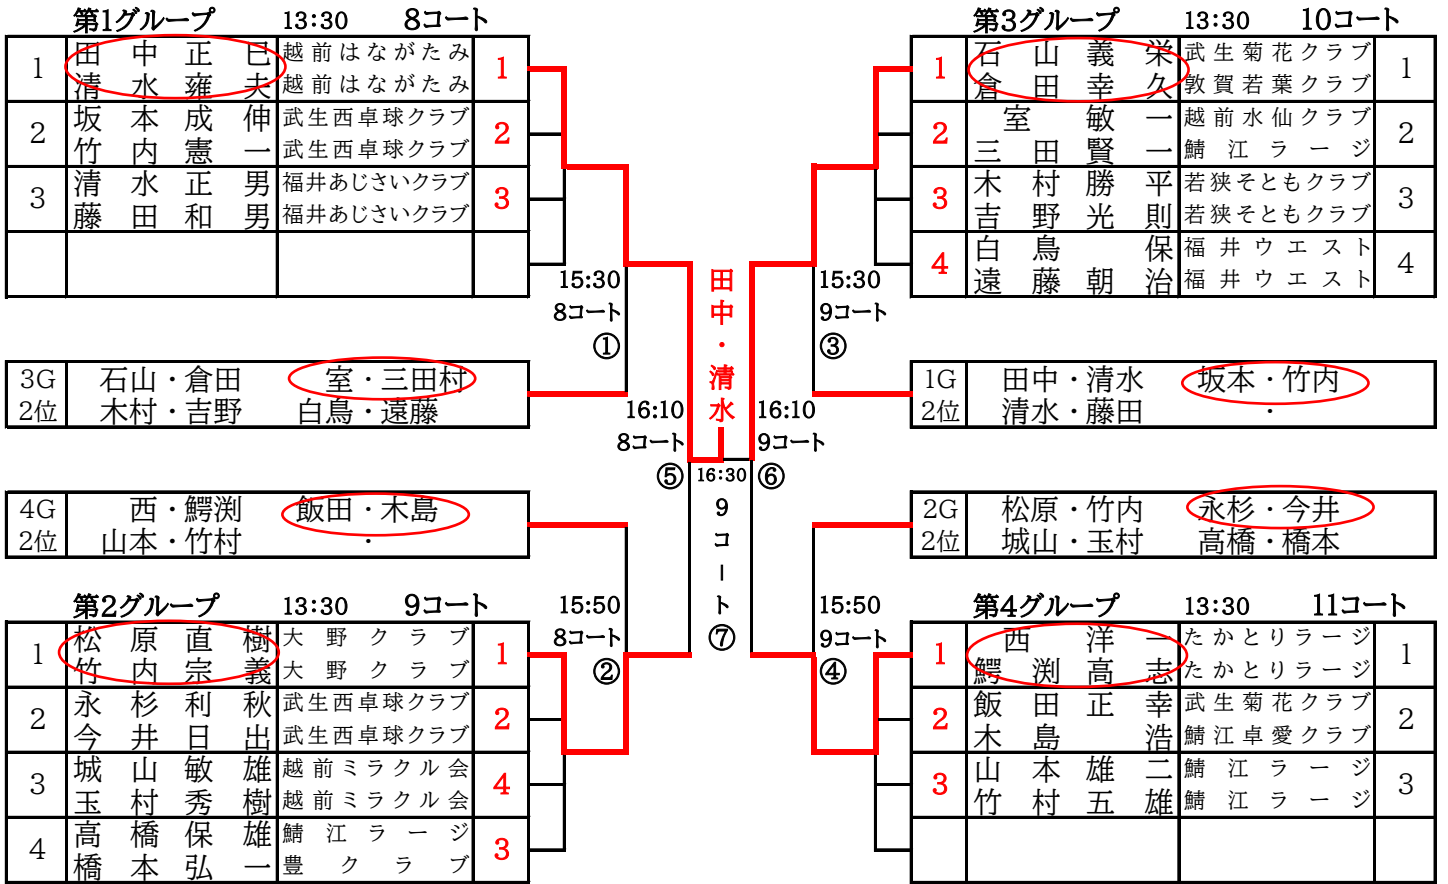 第1グループ 13:30 8コート
1 田中正巳 越前はながたみ 1
清水雍夫 越前はながたみ
2 坂本成伸 武生西卓球クラブ 2
竹内憲一 武生西卓球クラブ
3 清水正男 福井あじさいクラブ 3
藤田和男 福井あじさいクラブ
第3グループ 13:30 10コート
1 石山義栄 武生菊花クラブ 1
倉田幸久 敦賀若葉クラブ
2 室敏一 越前水仙クラブ 2
三田賢一 鯖江ラージ
3 木村勝平 若狭そともクラブ 3
吉野光則 若狭そともクラブ
4 白鳥保 福井ウエスト 4
遠藤朝治 福井ウエスト
15:30
8コート
①
田中・清水
15:30
9コート
③
3G 石山・倉田 室・三田村
2位 木村・吉野 白鳥・遠藤
1G 田中・清水 坂本・竹内
2位 清水・藤田 ・
16:10
8コート
⑤
16:10
9コート
⑥
16:30
9コート
⑦
4G 西・鰐渕 飯田・木島
2位 山本・竹村 ・
2G 松原・竹内 永杉・今井
2位 城山・玉村 高橋・橋本
第2グループ 13:30 9コート
15:50
8コート
②
1 松原直樹 大野クラブ 1
竹内宗義 大野クラブ
2 永杉利秋 武生西卓球クラブ 2
今井日出 武生西卓球クラブ
3 城山敏雄 越前ミラクル会 4
玉村秀樹 越前ミラクル会
4 高橋保雄 鯖江ラージ 3
橋本弘一 豊クラブ
第4グループ 13:30 11コート
15:50
9コート
④
1 西洋一 たかとりラージ 1
鰐渕高志 たかとりラージ
2 飯田正幸 武生菊花クラブ 2
木島浩 鯖江卓愛クラブ
3 山本雄二 鯖江ラージ 3
竹村五雄 鯖江ラージ